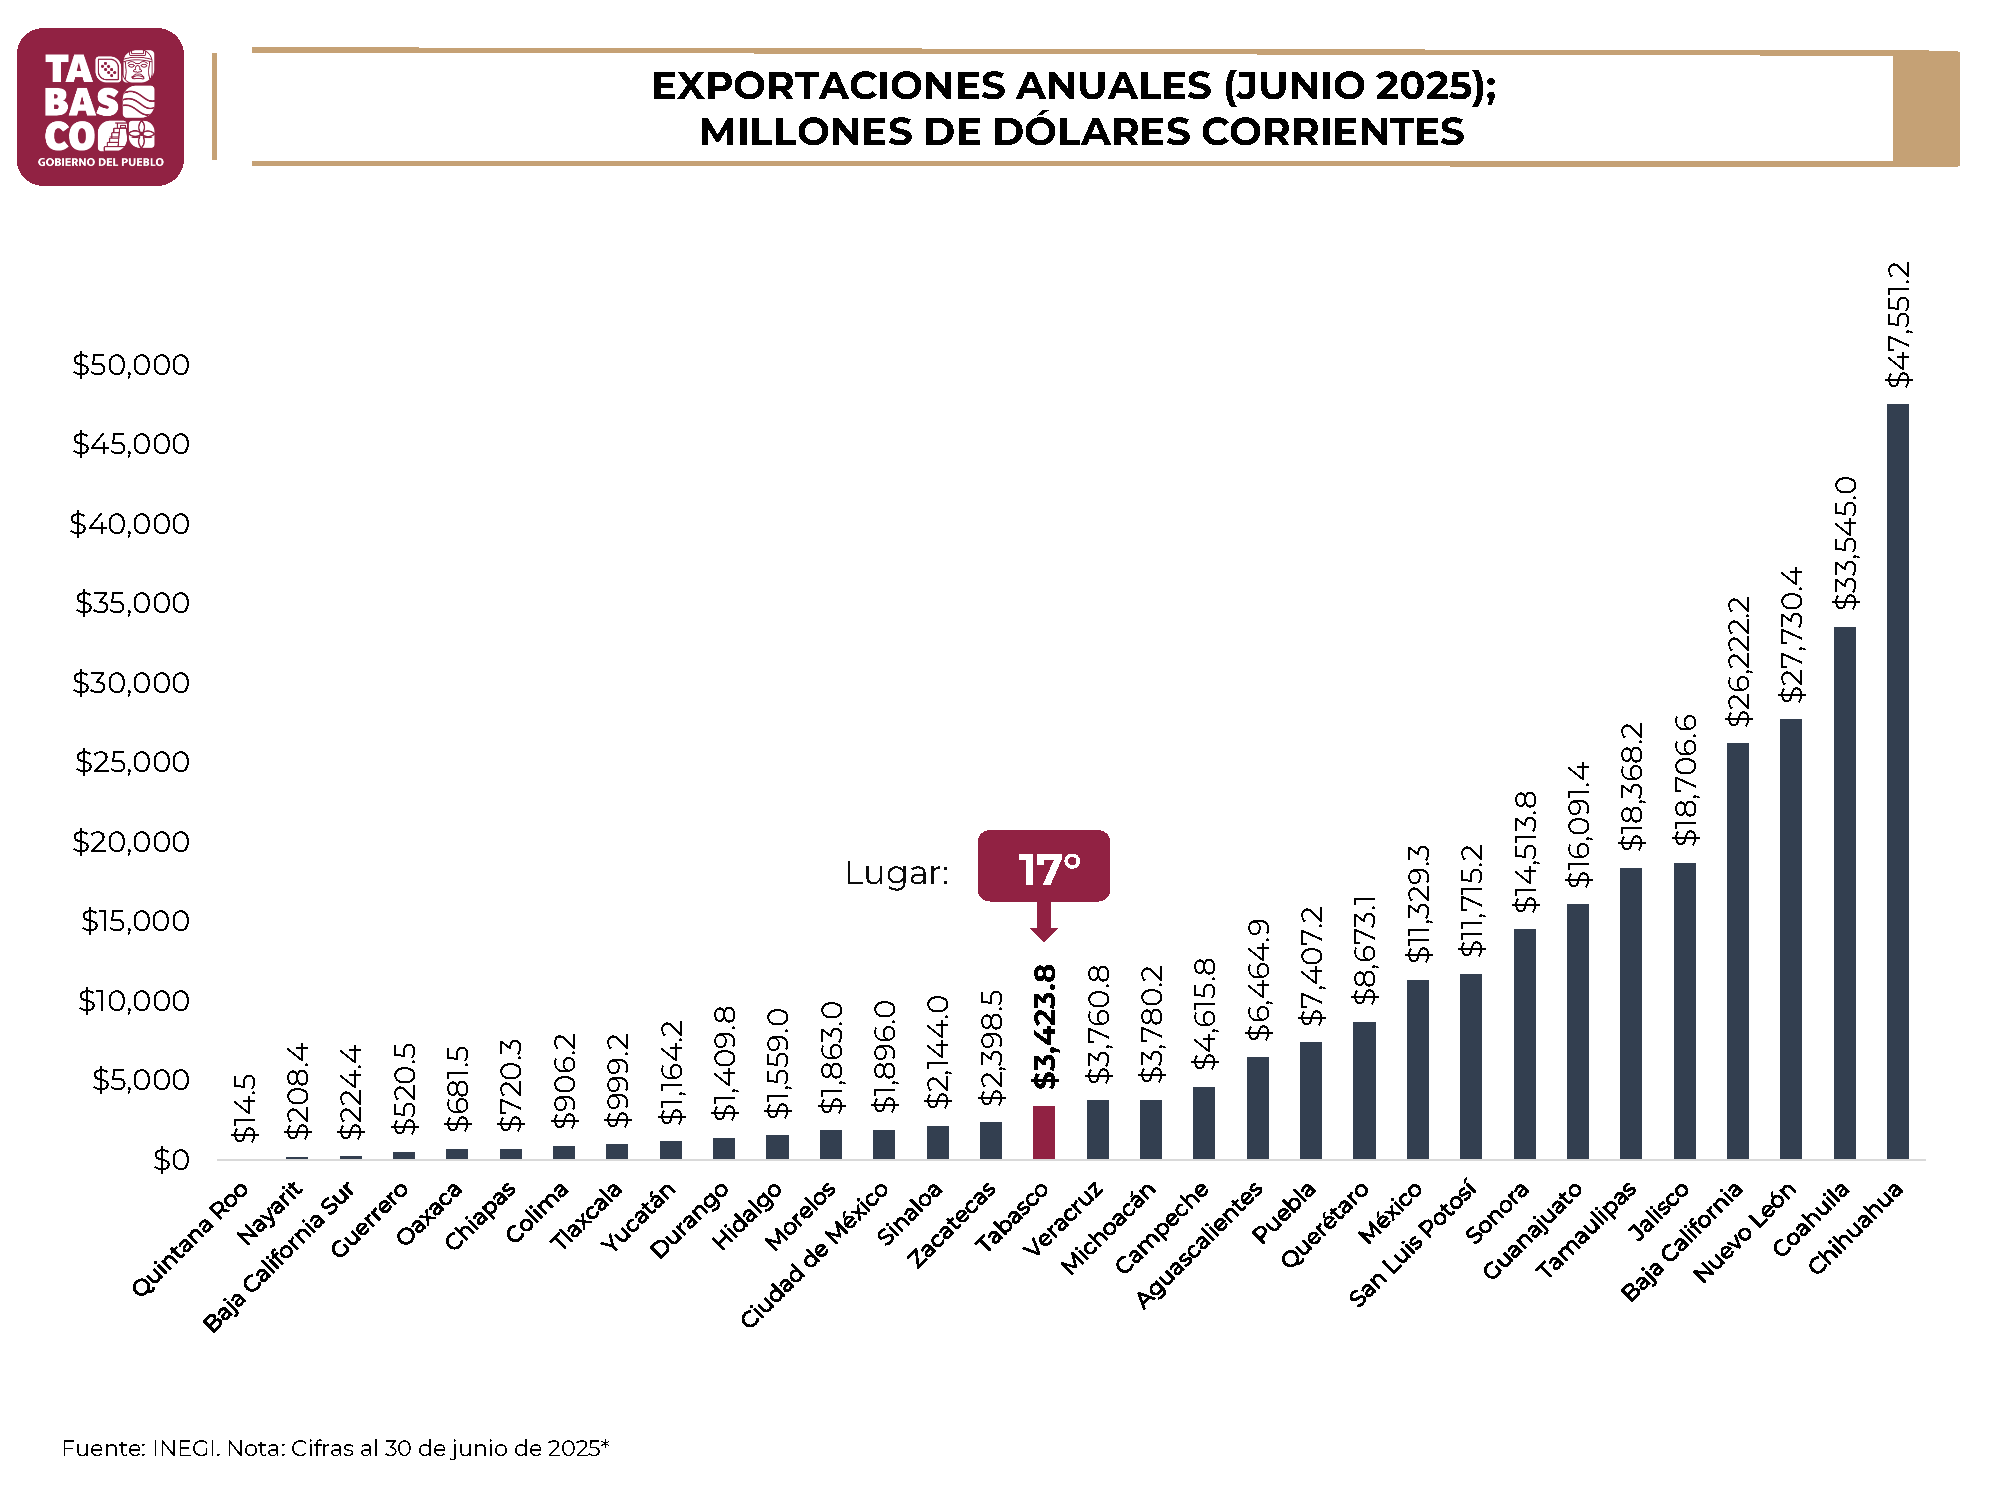 TA
BAS
CO
GOBIERNO DEL PUEBLO
EXPORTACIONES ANUALES (JUNIO 2025);
MILLONES DE DÓLARES CORRIENTES
$50,000
$45,000
$40,000
$35,000
$30,000
$25,000
$20,000
$15,000
$10,000
$5,000
$0
Lugar:
17°
$14.5
$208.4
$224.4
$520.5
$681.5
$720.3
$906.2
$999.2
$1,164.2
$1,409.8
$1,559.0
$1,863.0
$1,896.0
$2,144.0
$2,398.5
$3,423.8
$3,760.8
$3,780.2
$4,615.8
$6,464.9
$7,407.2
$8,673.1
$11,329.3
$11,715.2
$14,513.8
$16,091.4
$18,368.2
$18,706.6
$26,222.2
$27,730.4
$33,545.0
$47,551.2
Quintana Roo
Nayarit
Baja California Sur
Guerrero
Oaxaca
Chiapas
Colima
Tlaxcala
Yucatán
Durango
Hidalgo
Morelos
Ciudad de México
Sinaloa
Zacatecas
Tabasco
Veracruz
Michoacán
Campeche
Aguascalientes
Puebla
Querétaro
México
San Luis Potosí
Sonora
Guanajuato
Tamaulipas
Jalisco
Baja California
Nuevo León
Coahuila
Chihuahua
Fuente: INEGI. Nota: Cifras al 30 de junio de 2025*